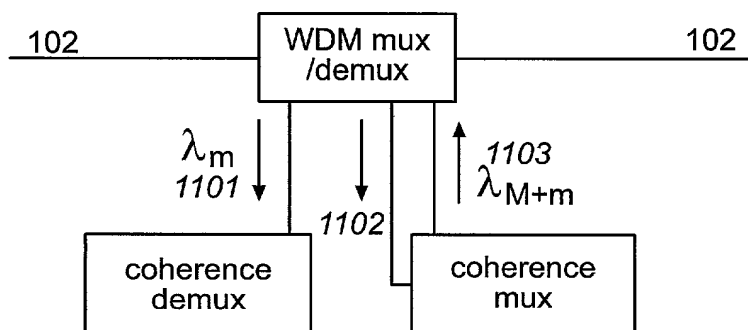 102
WDM mux
/demux
102
λm
1101
1102
1103
λM+m
coherence
demux
coherence
mux